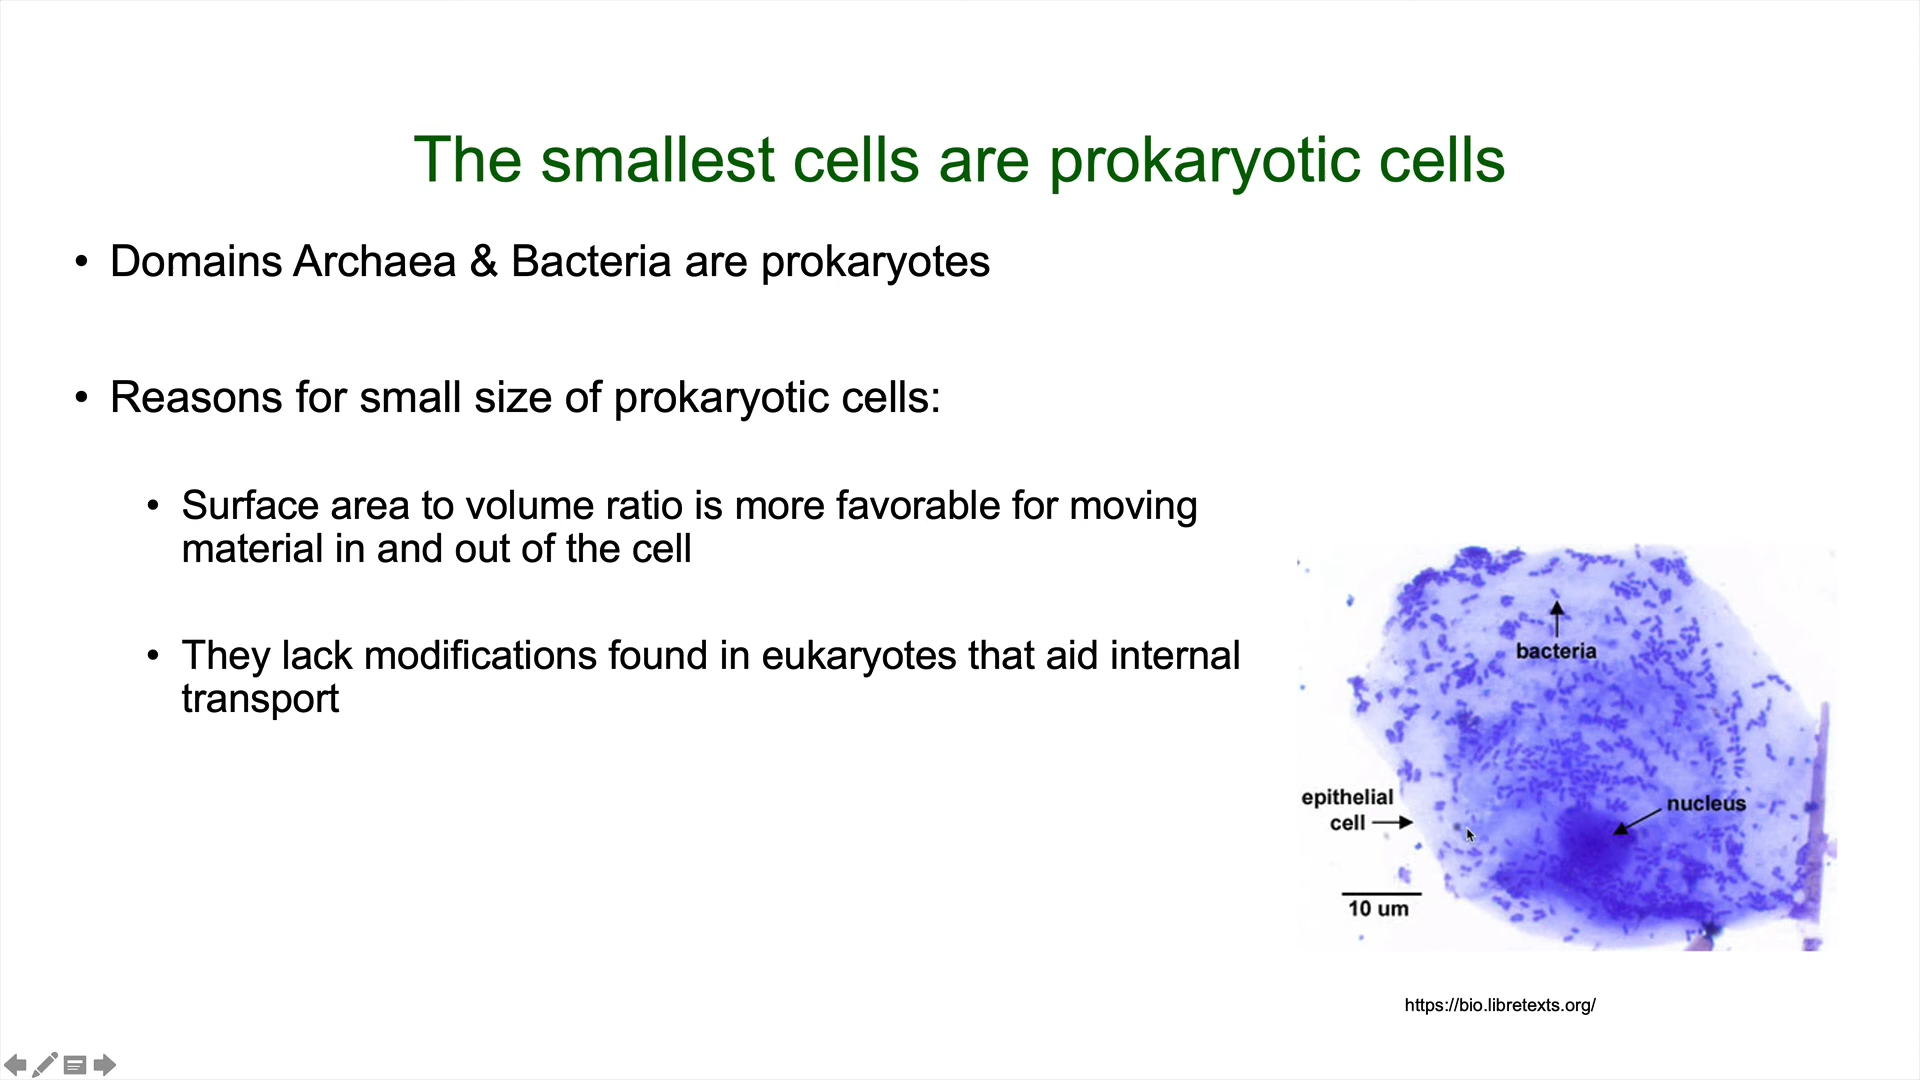 The smallest cells are prokaryotic cells
• Domains Archaea & Bacteria are prokaryotes
• Reasons for small size of prokaryotic cells:
• Surface area to volume ratio is more favorable for moving
material in and out of the cell
• They lack modifications found in eukaryotes that aid internal
transport
bacteria
epithelial
cell
nucleus
10 um
https://bio.libretexts.org/